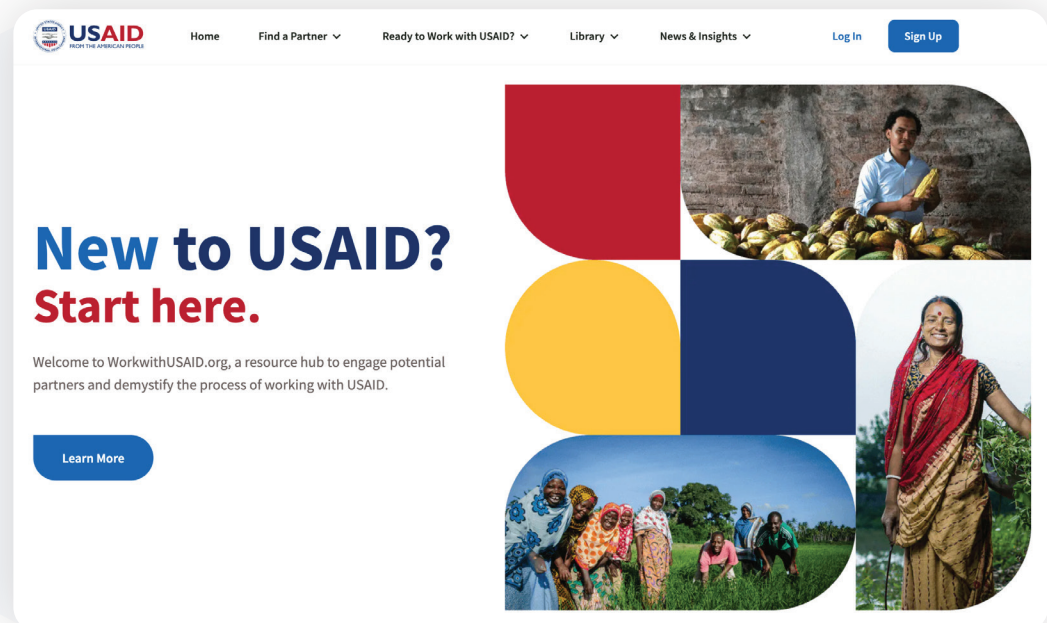 USAID
FROM THE AMERICAN PEOPLE
Home
Find a Partner
Ready to Work with USAID?
Library
News & Insights
Log In
Sign Up
New to USAID?
Start here.
Welcome to WorkwithUSAID.org, a resource hub to engage potential
partners and demystify the process of working with USAID.
Learn More